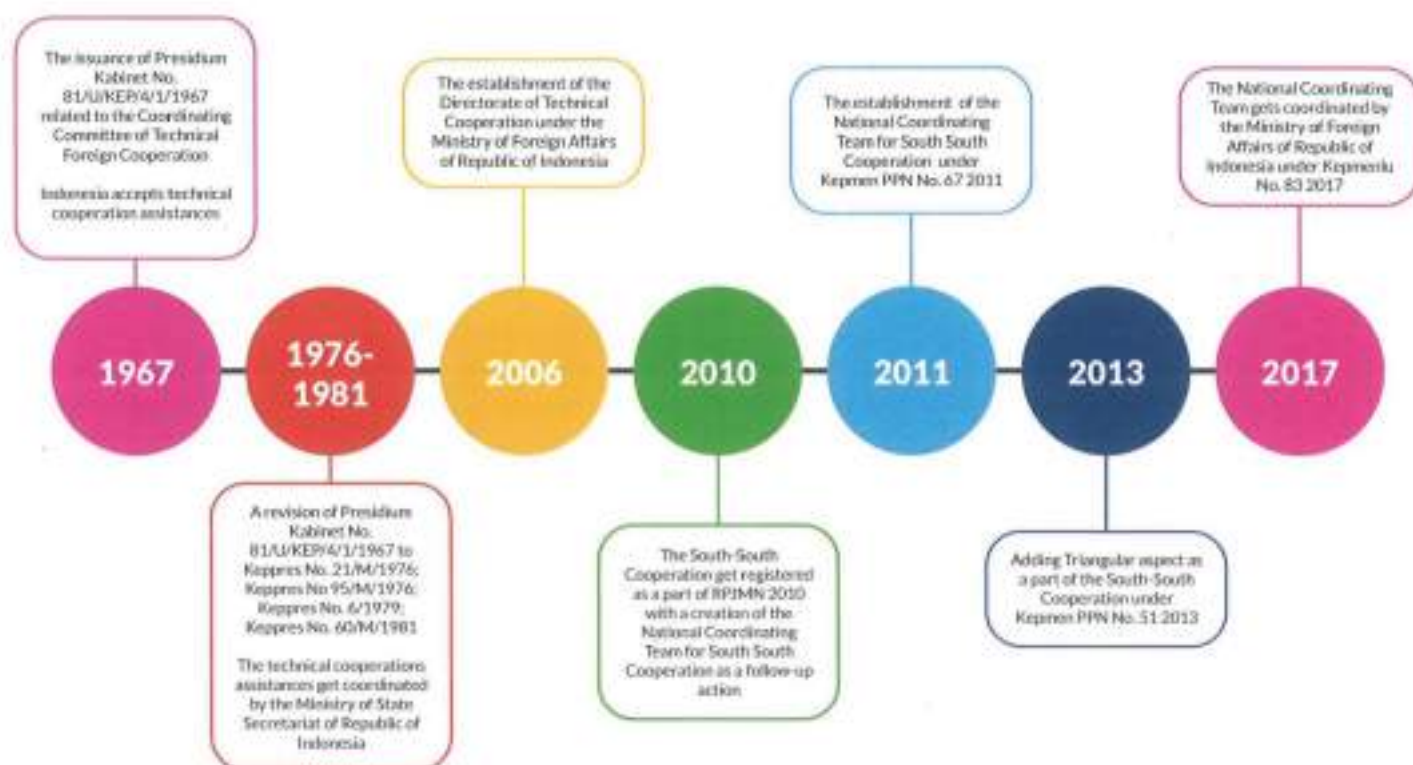 The issuance of Presidium
Kabinet No.
81/U/KEP/4/1/1967
related to the Coordinating
Committee of Technical
Foreign Cooperation
Indonesia accepts technical
cooperation assistances
1967
1976-
1981
A revision of Presidium
Kabinet No.
81/U/KEP/4/1/1967 to
Keppres No. 21/M/1976;
Keppres No 95/M/1976;
Keppres No. 6/1979;
Keppres No. 60/M/1981
The technical cooperations
assistances get coordinated
by the Ministry of State
Secretariat of Republic of
Indonesia
The establishment of the
Directorate of Technical
Cooperation under the
Ministry of Foreign Affairs
of Republic of Indonesia
2006
2010
The South-South
Cooperation get registered
as a part of RPJMN 2010
with a creation of the
National Coordinating
Team for South South
Cooperation as a follow-up
action
The establishment of the
National Coordinating
Team for South South
Cooperation under
Kepmen PPN No. 67 2011
2011
2013
Adding Triangular aspect as
a part of the South-South
Cooperation under
Kepmen PPN No. 51 2013
The National Coordinating
Team gets coordinated by
the Ministry of Foreign
Affairs of Republic of
Indonesia under Kepmenlu
No. 83 2017
2017